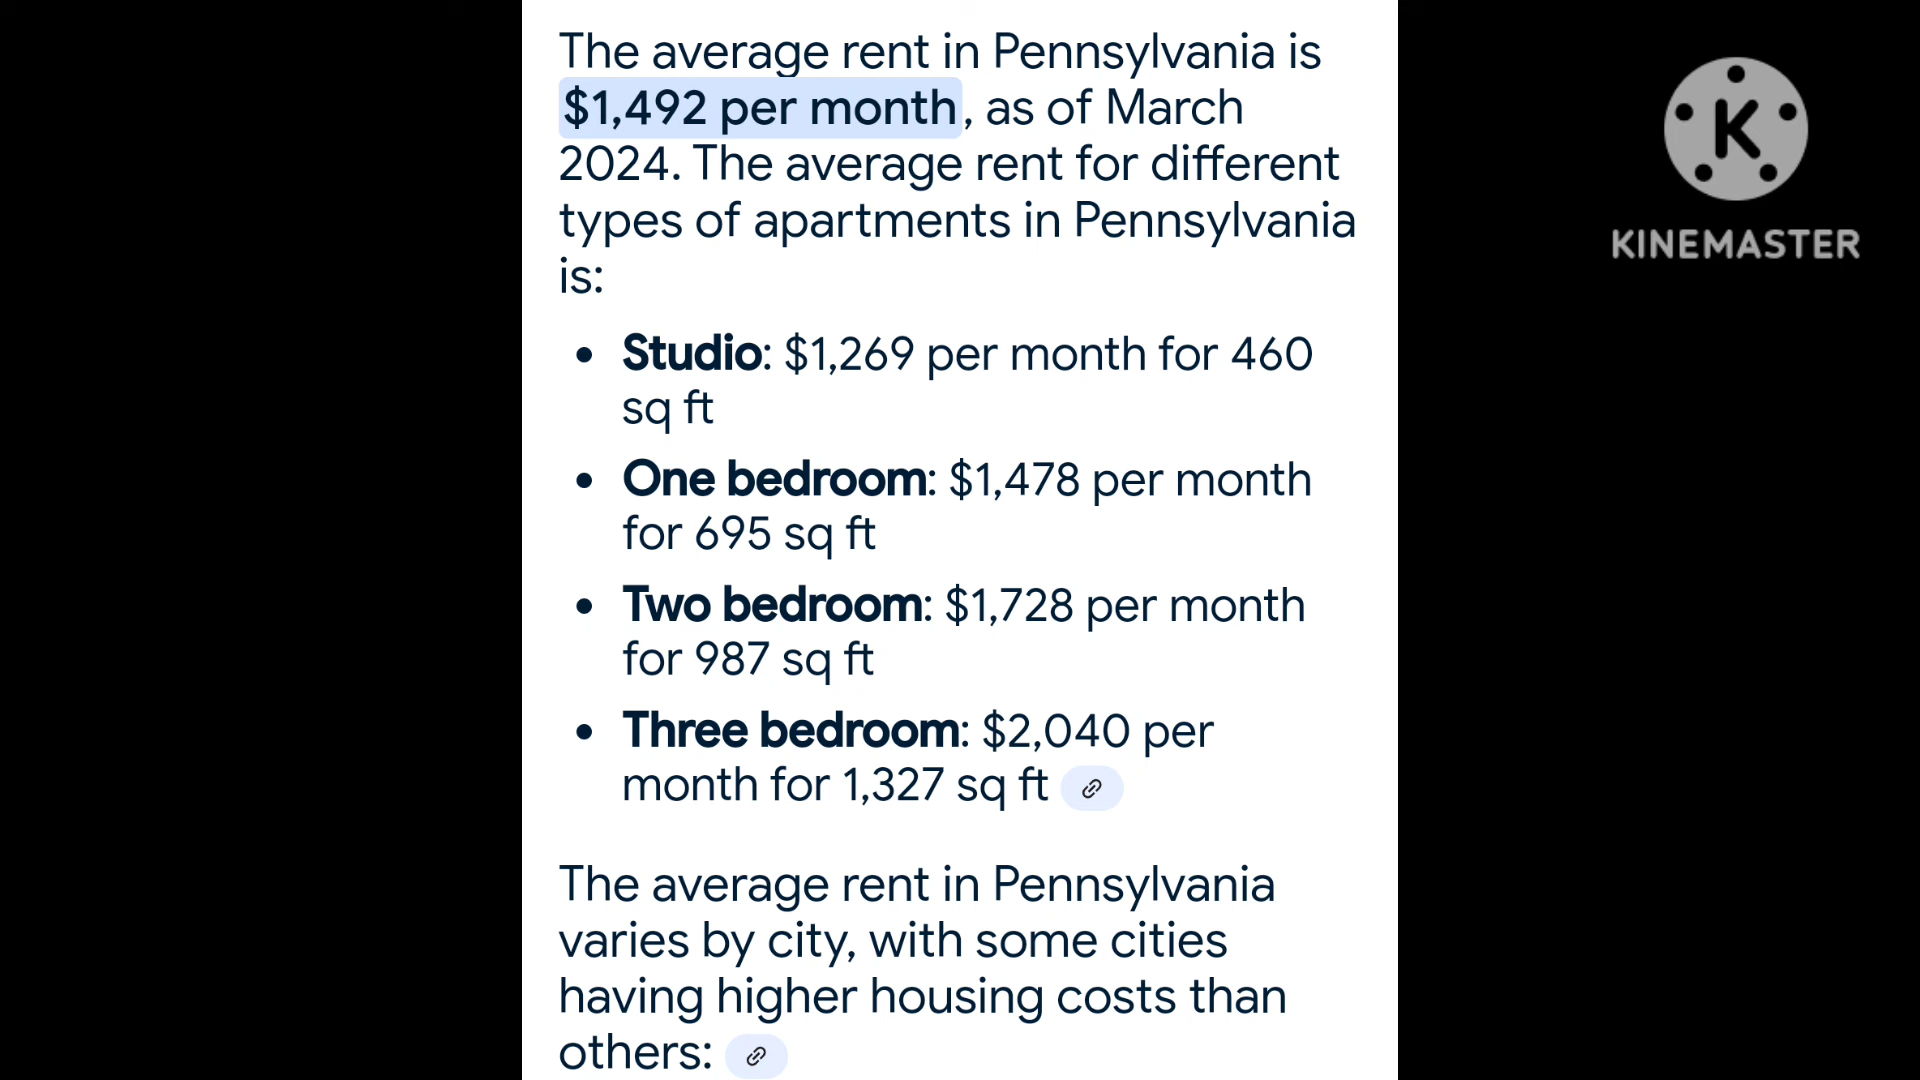 The average rent in Pennsylvania is
$1,492 per month, as of March
2024. The average rent for different
types of apartments in Pennsylvania
is:
• Studio: $1,269 per month for 460
sq ft
• One bedroom: $1,478 per month
for 695 sq ft
• Two bedroom: $1,728 per month
for 987 sq ft
• Three bedroom: $2,040 per
month for 1,327 sq ft
The average rent in Pennsylvania
varies by city, with some cities
having higher housing costs than
others:
K
KINEMASTER